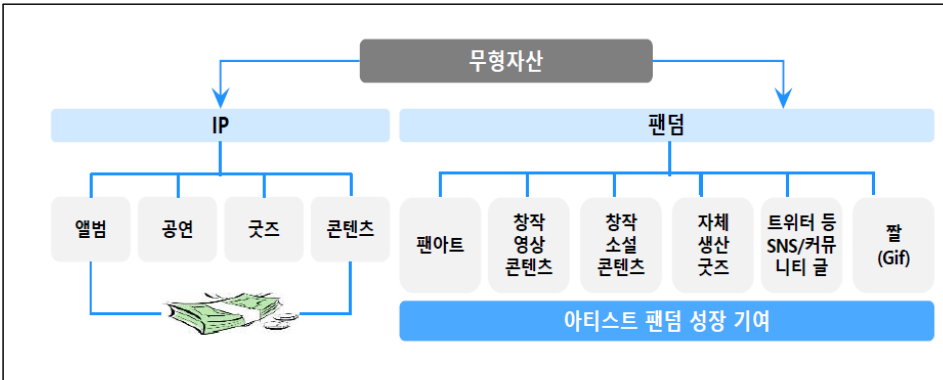 무형자산
IP
팬덤
앨범
공연
굿즈
콘텐츠
팬아트
창작
영상
콘텐츠
창작
소설
콘텐츠
자체
생산
굿즈
트위터 등
SNS/커뮤
니티 글
짤
(Gif)
아티스트 팬덤 성장 기여